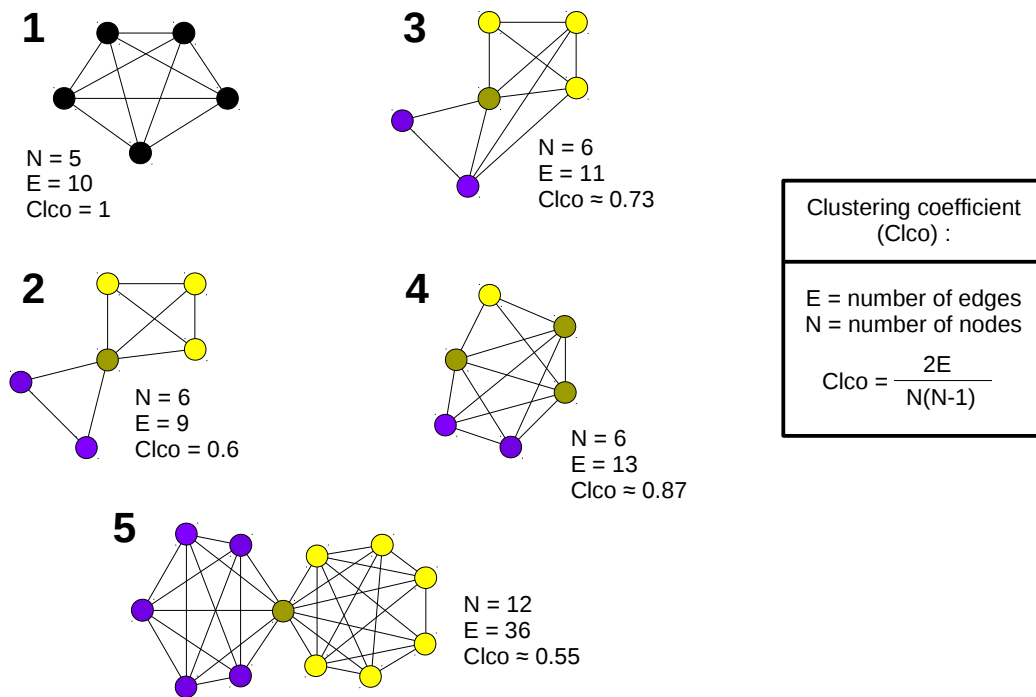 1
N = 5
E = 10
Clco = 1
2
N = 6
E = 9
Clco = 0.6
3
N = 6
E = 11
Clco ≈ 0.73
4
N = 6
E = 13
Clco ≈ 0.87
5
N = 12
E = 36
Clco ≈ 0.55
Clustering coefficient
(Clco) :
E = number of edges
N = number of nodes
Clco = 2E / N(N-1)